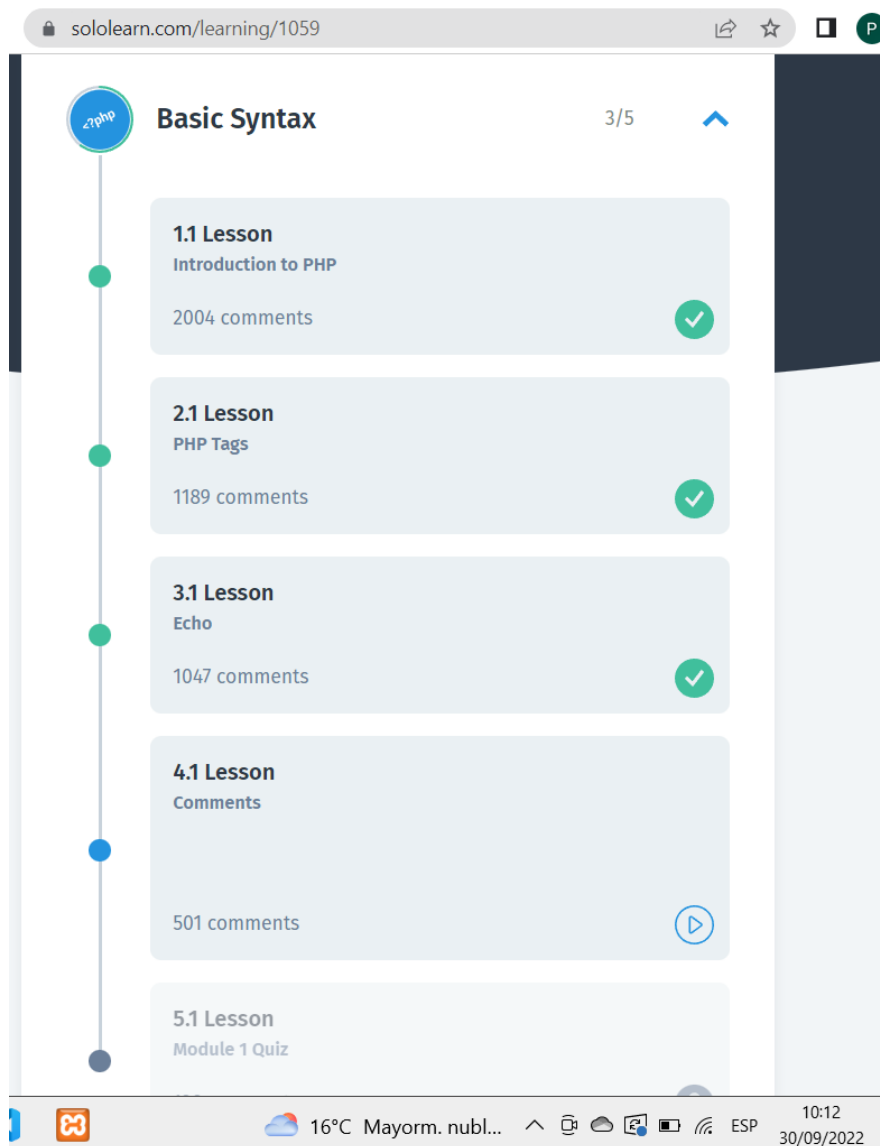 sololearn.com/learning/1059
P
<?php
Basic Syntax 3/5
1.1 Lesson
Introduction to PHP
2004 comments
2.1 Lesson
PHP Tags
1189 comments
3.1 Lesson
Echo
1047 comments
4.1 Lesson
Comments
501 comments
5.1 Lesson
Module 1 Quiz
16°C Mayorm. nubl... ESP 10:12
30/09/2022